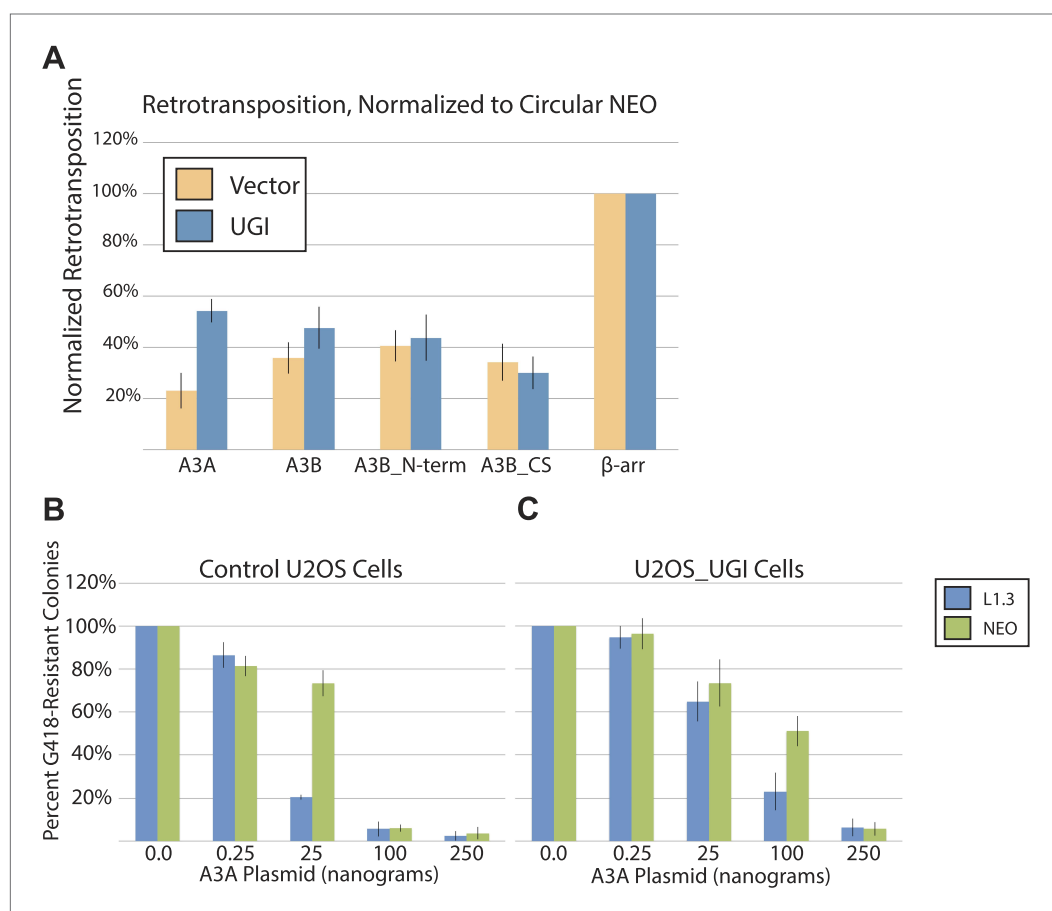 A
Retrotransposition, Normalized to Circular NEO
Normalized Retrotransposition
120%
100%
80%
60%
40%
20%
Vector
UGI
A3A A3B A3B_N-term A3B_CS β-arr
B
Control U2OS Cells
Percent G418-Resistant Colonies
120%
100%
80%
60%
40%
20%
0.0 0.25 25 100 250
A3A Plasmid (nanograms)
C
U2OS_UGI Cells
0.0 0.25 25 100 250
A3A Plasmid (nanograms)
L1.3
NEO